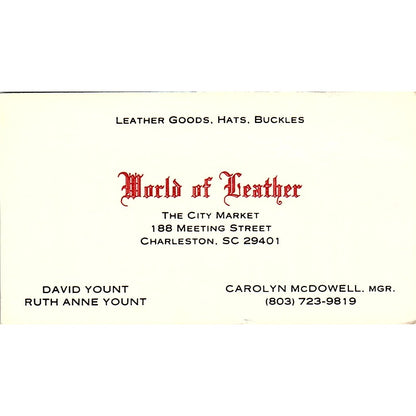 LEATHER GOODS, HATS, BUCKLES
World of Leather
THE CITY MARKET
188 MEETING STREET
CHARLESTON, SC 29401
DAVID YOUNT
RUTH ANNE YOUNT
CAROLYN McDOWELL, MGR.
(803) 723-9819